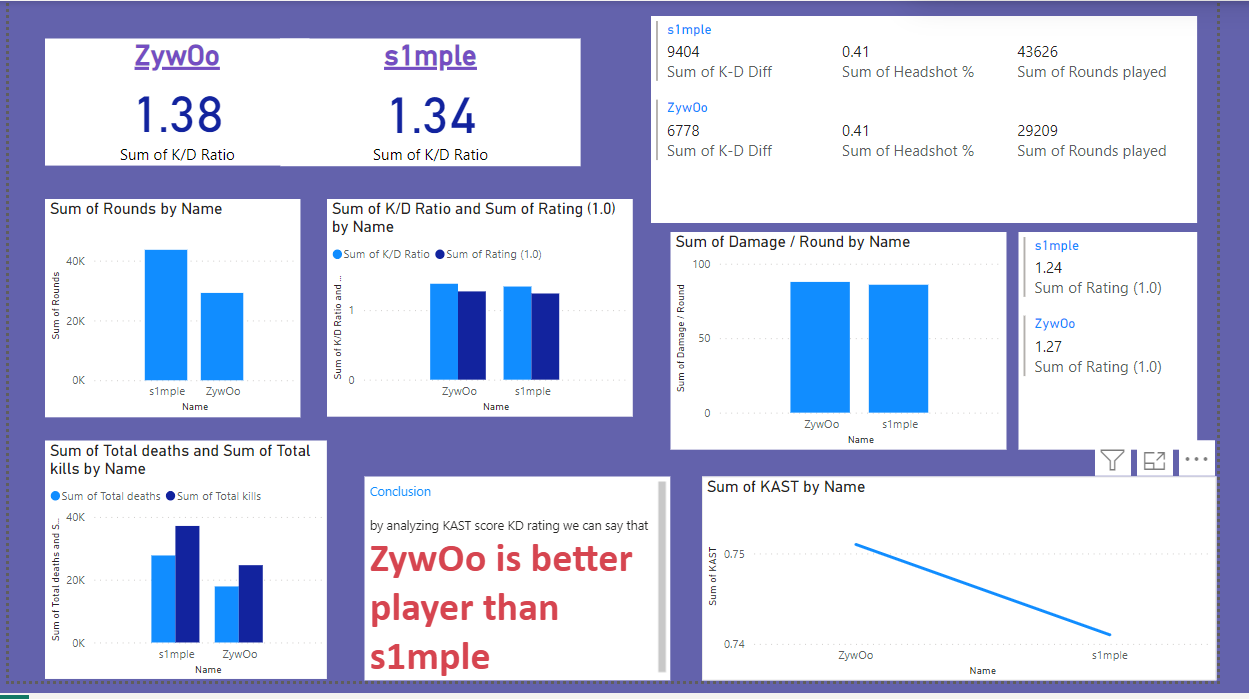 ZywOo
s1mple
1.38
1.34
Sum of K/D Ratio
Sum of K/D Ratio
s1mple
9404
0.41
43626
Sum of K-D Diff
Sum of Headshot %
Sum of Rounds played
ZywOo
6778
0.41
29209
Sum of K-D Diff
Sum of Headshot %
Sum of Rounds played
Sum of Rounds by Name
Sum of Rounds
40K
20K
0K
s1mple
ZywOo
Name
Sum of K/D Ratio and Sum of Rating (1.0)
by Name
Sum of K/D Ratio
Sum of Rating (1.0)
Sum of K/D Ratio and ...
1
0
ZywOo
s1mple
Name
Sum of Damage / Round by Name
Sum of Damage / Round
100
50
0
ZywOo
s1mple
Name
s1mple
1.24
Sum of Rating (1.0)
ZywOo
1.27
Sum of Rating (1.0)
Sum of Total deaths and Sum of Total
kills by Name
Sum of Total deaths
Sum of Total kills
Sum of Total deaths and S...
40K
20K
0K
s1mple
ZywOo
Name
Conclusion
by analyzing KAST score KD rating we can say that
ZywOo is better
player than
s1mple
Sum of KAST by Name
Sum of KAST
0.75
0.74
ZywOo
s1mple
Name